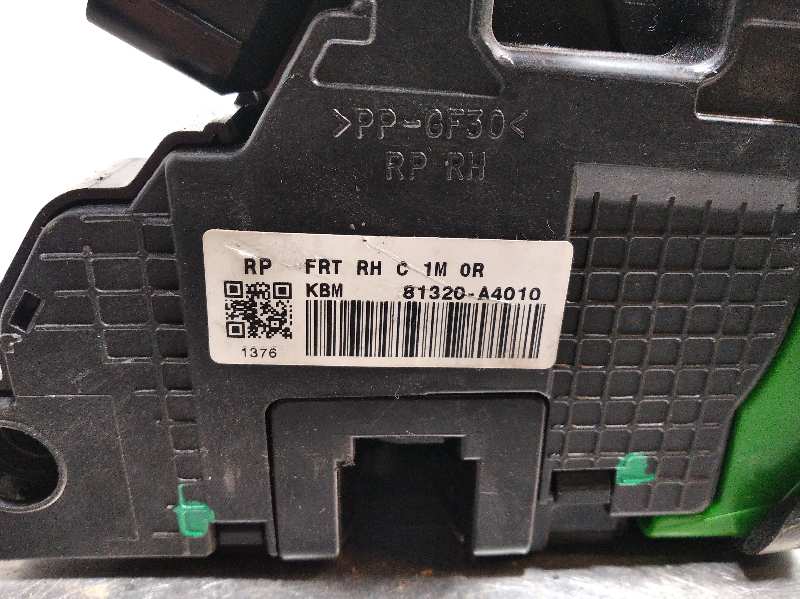 >PP-GF30<
RP RH
RP FRT RH C 1M 0R
KBM 81320-A4010
1376